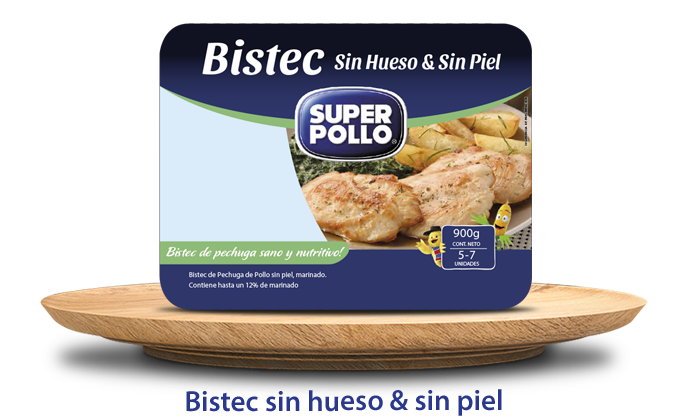 Bistec Sin Hueso & Sin Piel
SUPER
POLLO®
Bistec de pechuga sano y nutritivo!
900g
CONT. NETO
5-7
UNIDADES
Bistec de Pechuga de Pollo sin piel, marinado.
Contiene hasta un 12% de marinado
Bistec sin hueso & sin piel